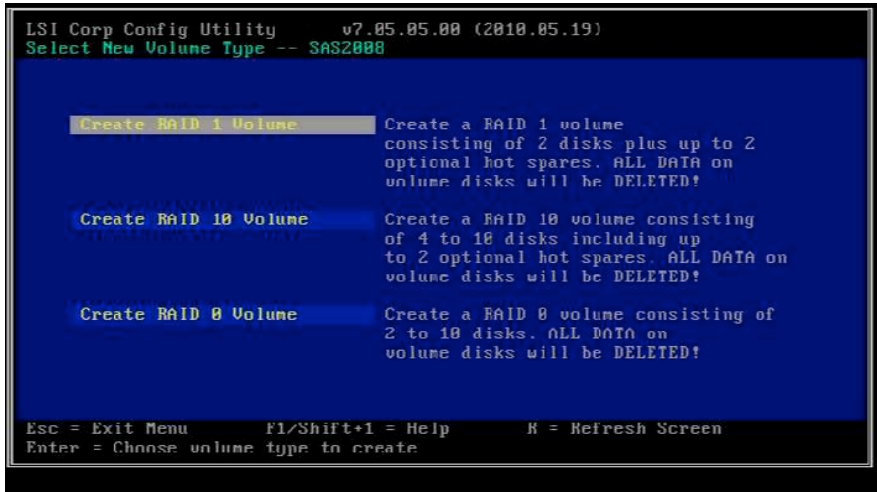 LSI Corp Config Utility v7.05.05.00 (2010.05.19)
Select New Volume Type -- SAS2008
Create RAID 1 Volume Create a RAID 1 volume
consisting of 2 disks plus up to 2
optional hot spares. ALL DATA on
volume disks will be DELETED!
Create RAID 10 Volume Create a RAID 10 volume consisting
of 4 to 10 disks including up
to 2 optional hot spares. ALL DATA on
volume disks will be DELETED!
Create RAID 0 Volume Create a RAID 0 volume consisting of
2 to 10 disks. ALL DATA on
volume disks will be DELETED!
Esc = Exit Menu F1/Shift+1 = Help R = Refresh Screen
Enter = Choose volume type to create